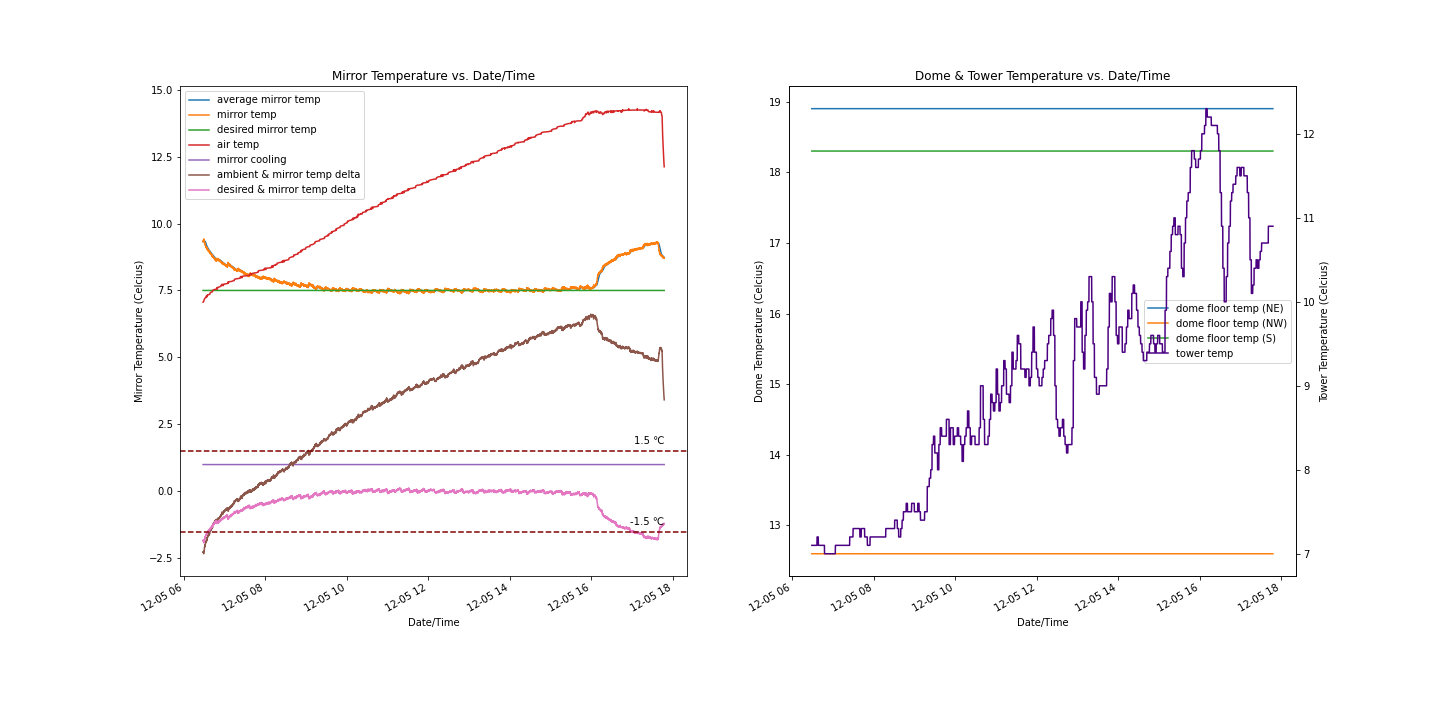 Mirror Temperature vs. Date/Time
Mirror Temperature (Celcius)
15.0
12.5
10.0
7.5
5.0
2.5
0.0
−2.5
average mirror temp
mirror temp
desired mirror temp
air temp
mirror cooling
ambient & mirror temp delta
desired & mirror temp delta
1.5 °C
-1.5 °C
12-05 06
12-05 08
12-05 10
12-05 12
12-05 14
12-05 16
12-05 18
Date/Time
Dome & Tower Temperature vs. Date/Time
Dome Temperature (Celcius)
19
18
17
16
15
14
13
dome floor temp (NE)
dome floor temp (NW)
dome floor temp (S)
tower temp
12
11
10
9
8
7
Tower Temperature (Celcius)
12-05 06
12-05 08
12-05 10
12-05 12
12-05 14
12-05 16
12-05 18
Date/Time